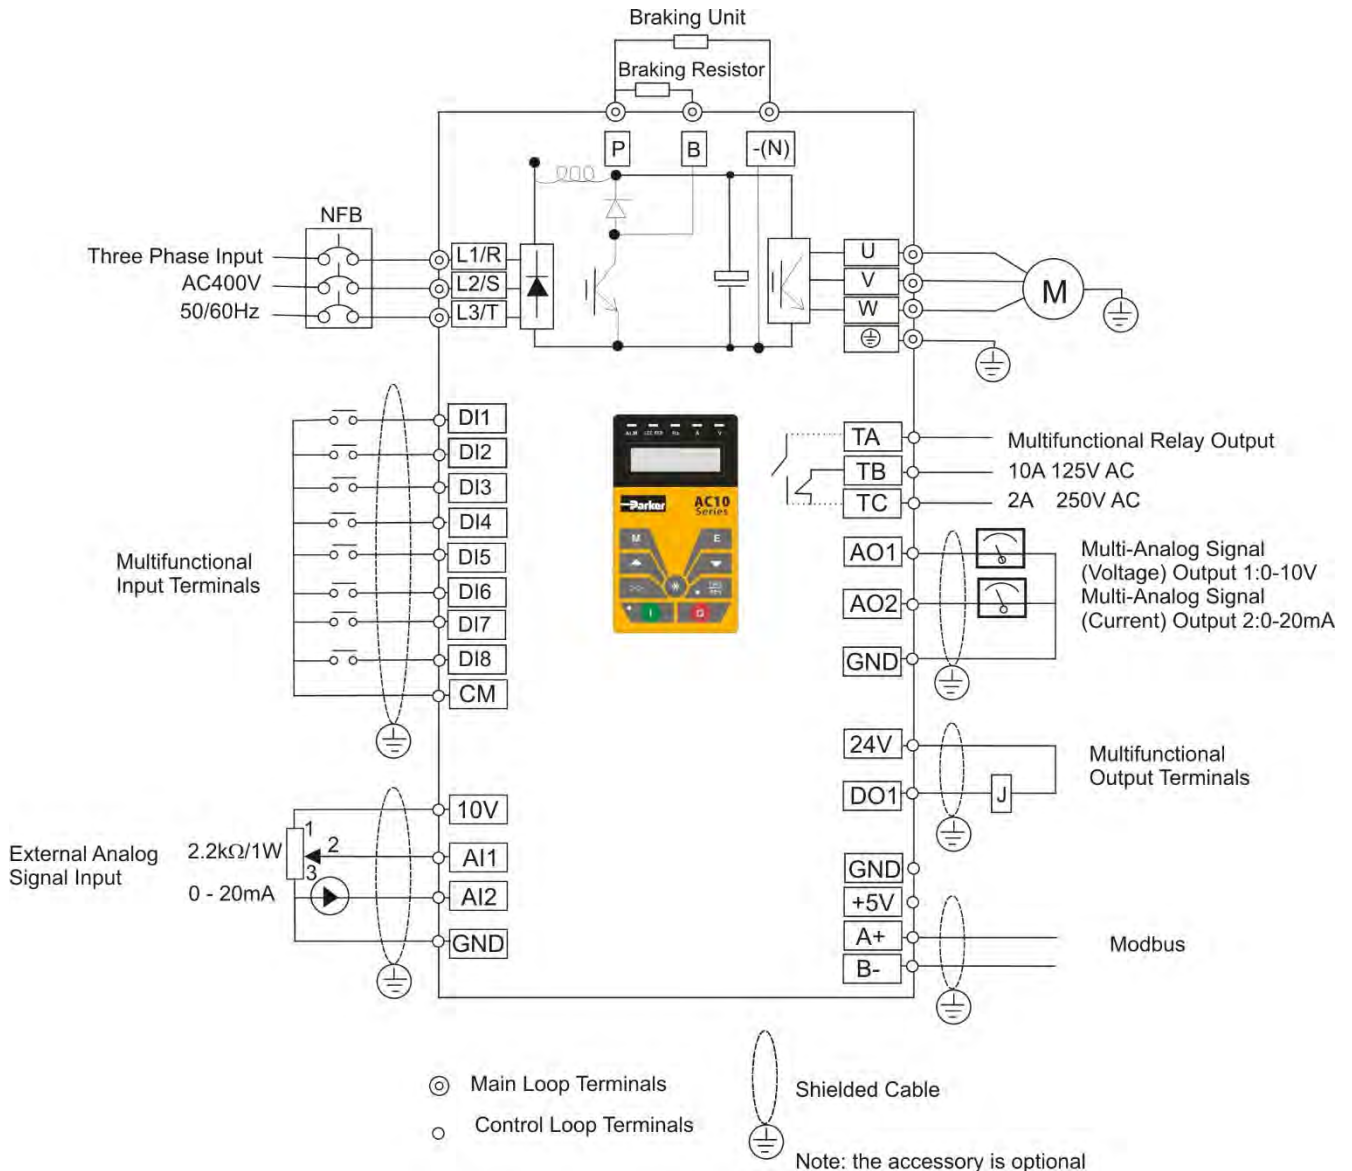 Braking Unit
Braking Resistor
P
B
-(N)
NFB
Three Phase Input
AC400V
50/60Hz
L1/R
L2/S
L3/T
U
V
W
M
DI1
DI2
DI3
DI4
DI5
DI6
DI7
DI8
CM
Multifunctional
Input Terminals
Parker
AC10
Series
M
E
TA
TB
TC
Multifunctional Relay Output
10A 125V AC
2A 250V AC
AO1
AO2
GND
Multi-Analog Signal
(Voltage) Output 1:0-10V
Multi-Analog Signal
(Current) Output 2:0-20mA
24V
DO1
J
Multifunctional
Output Terminals
External Analog
Signal Input
2.2kΩ/1W
0 - 20mA
1
2
3
10V
AI1
AI2
GND
GND
+5V
A+
B-
Modbus
Main Loop Terminals
Control Loop Terminals
Shielded Cable
Note: the accessory is optional